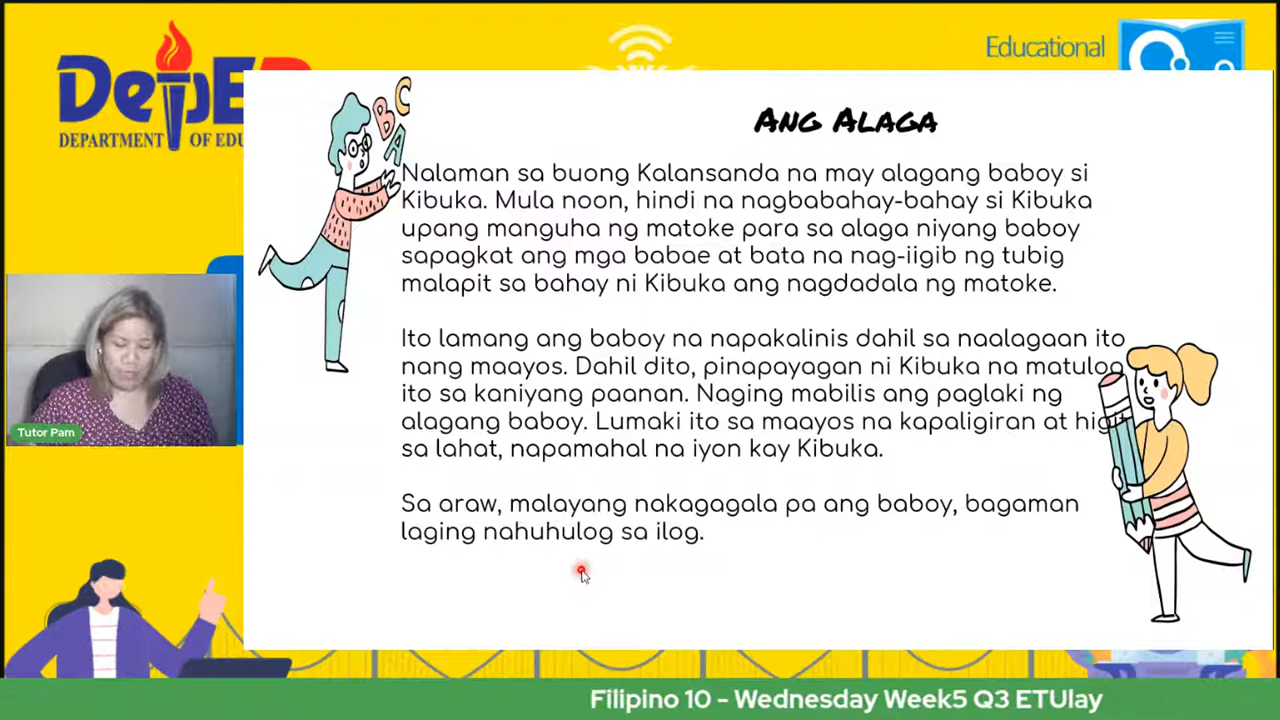 DepED
DEPARTMENT OF EDU
Educational
A B C
ANG ALAGA
Nalaman sa buong Kalansanda na may alagang baboy si
Kibuka. Mula noon, hindi na nagbabahay-bahay si Kibuka
upang manguha ng matoke para sa alaga niyang baboy
sapagkat ang mga babae at bata na nag-iigib ng tubig
malapit sa bahay ni Kibuka ang nagdadala ng matoke.
Ito lamang ang baboy na napakalinis dahil sa naalagaan ito
nang maayos. Dahil dito, pinapayagan ni Kibuka na matulog
ito sa kaniyang paanan. Naging mabilis ang paglaki ng
alagang baboy. Lumaki ito sa maayos na kapaligiran at hig
sa lahat, napamahal na iyon kay Kibuka.
Sa araw, malayang nakagagala pa ang baboy, bagaman
laging nahuhulog sa ilog.
Tutor Pam
Filipino 10 - Wednesday Week5 Q3 ETUlay